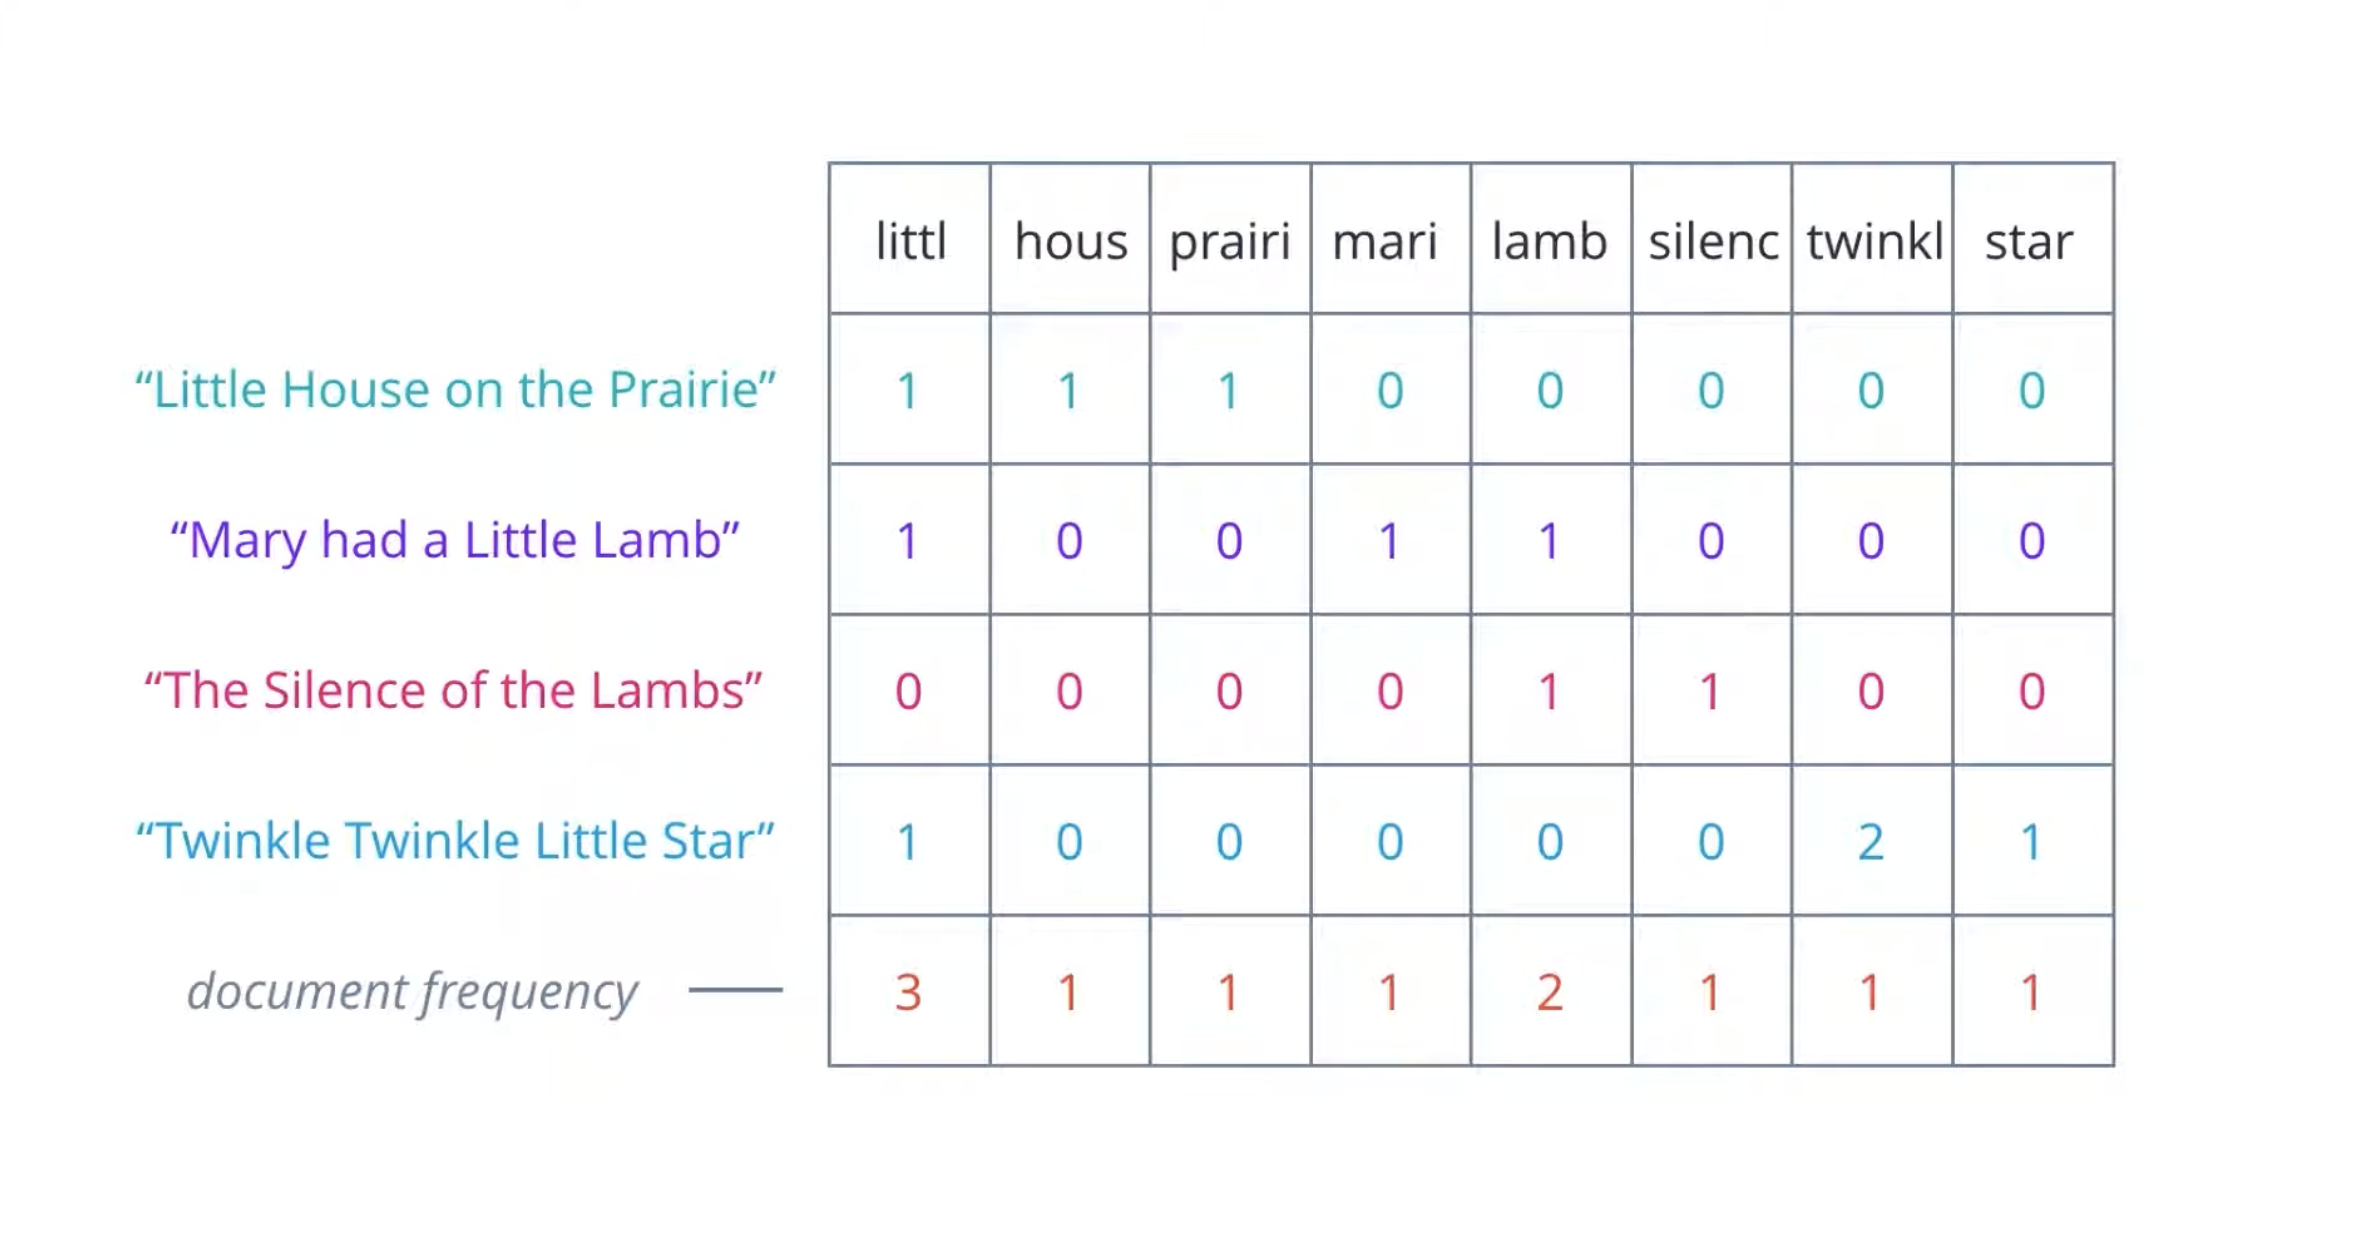 littl hous prairi mari lamb silenc twinkl star
“Little House on the Prairie” 1 1 1 0 0 0 0 0
“Mary had a Little Lamb” 1 0 0 1 1 0 0 0
“The Silence of the Lambs” 0 0 0 0 1 1 0 0
“Twinkle Twinkle Little Star” 1 0 0 0 0 0 2 1
document frequency 3 1 1 1 2 1 1 1